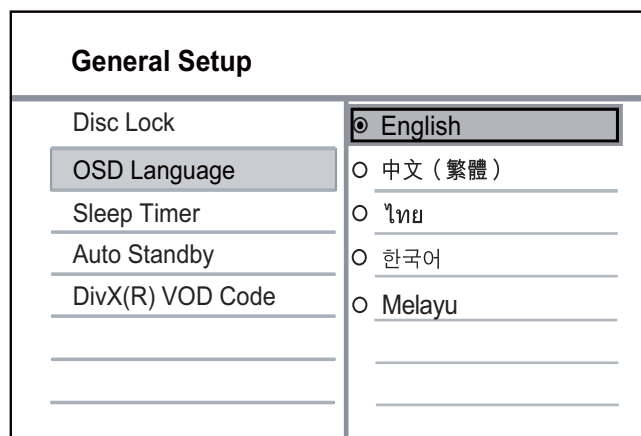 General Setup
Disc Lock
OSD Language
Sleep Timer
Auto Standby
DivX(R) VOD Code
English
中文（繁體）
ไทย
한국어
Melayu